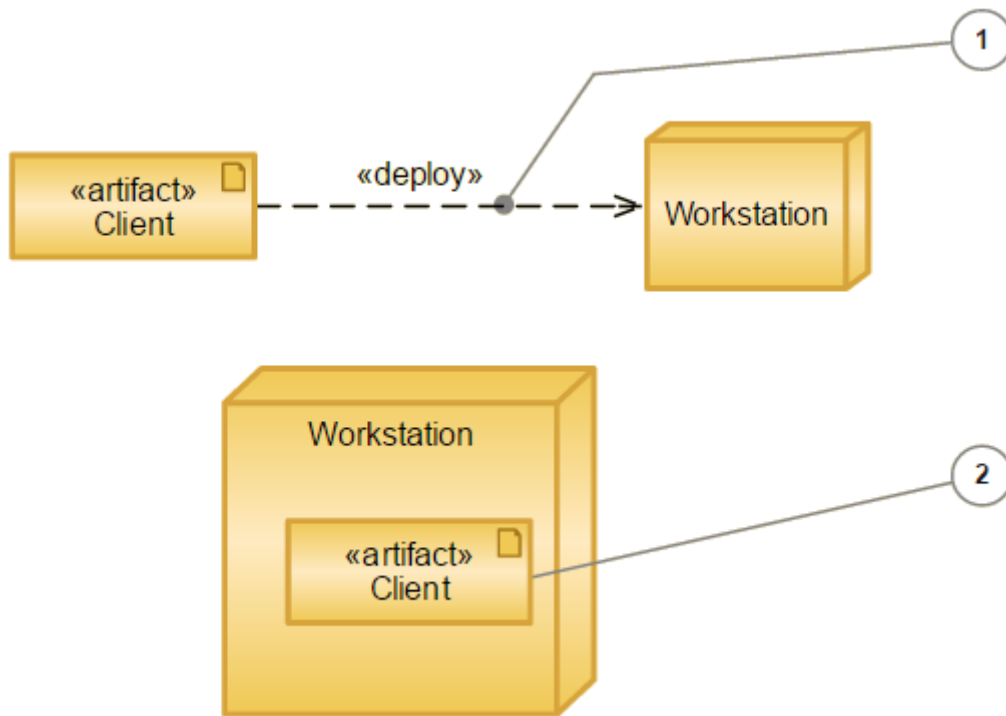 1
«deploy»
«artifact»
Client
Workstation
Workstation
2
«artifact»
Client